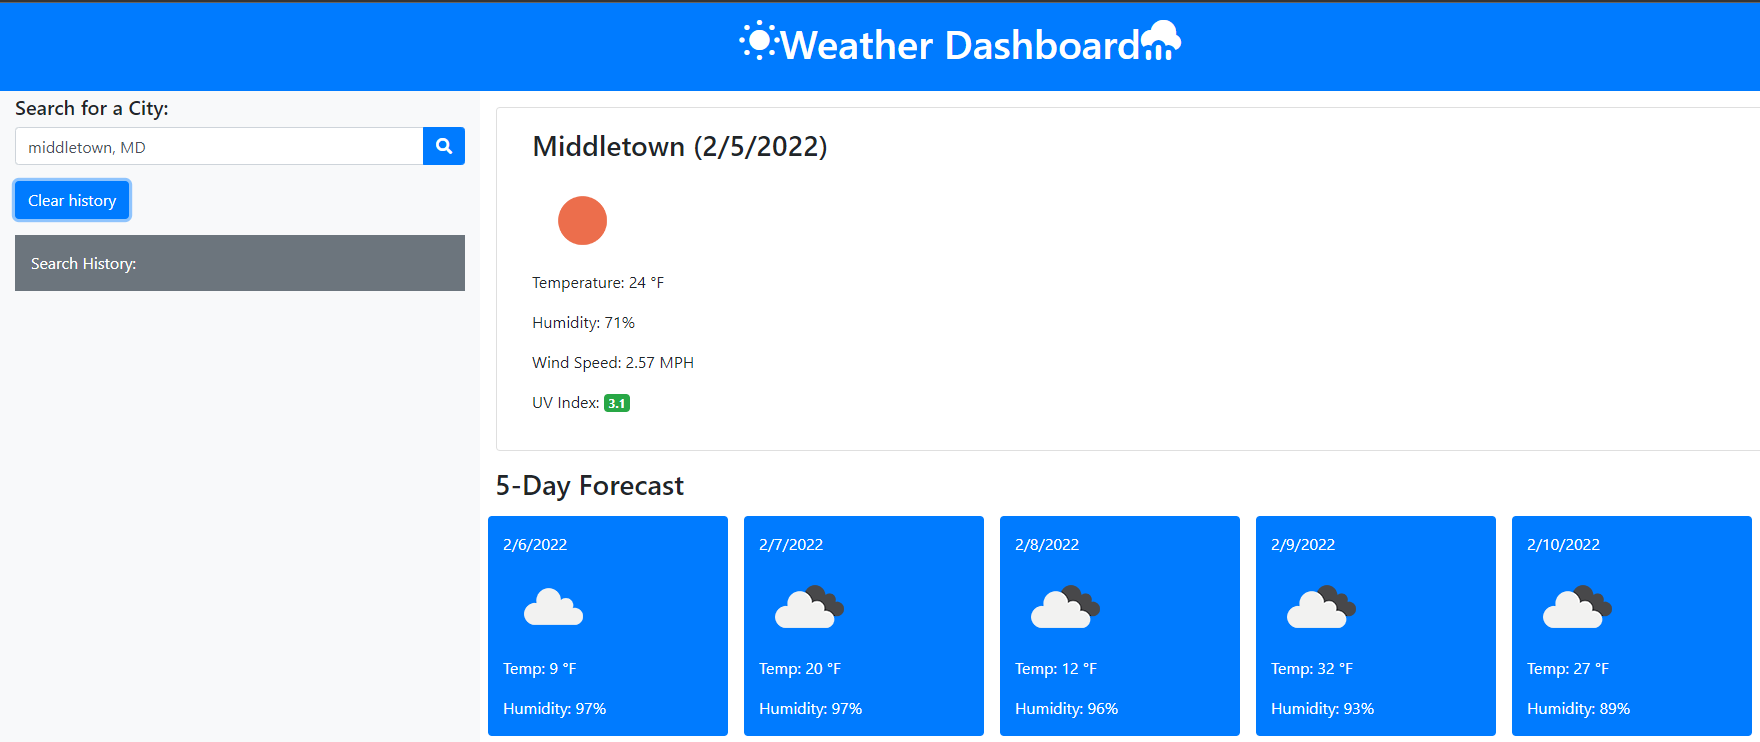 Weather Dashboard
Search for a City:
middletown, MD
Clear history
Search History:
Middletown (2/5/2022)
Temperature: 24 °F
Humidity: 71%
Wind Speed: 2.57 MPH
UV Index: 3.1
5-Day Forecast
2/6/2022
Temp: 9 °F
Humidity: 97%
2/7/2022
Temp: 20 °F
Humidity: 97%
2/8/2022
Temp: 12 °F
Humidity: 96%
2/9/2022
Temp: 32 °F
Humidity: 93%
2/10/2022
Temp: 27 °F
Humidity: 89%